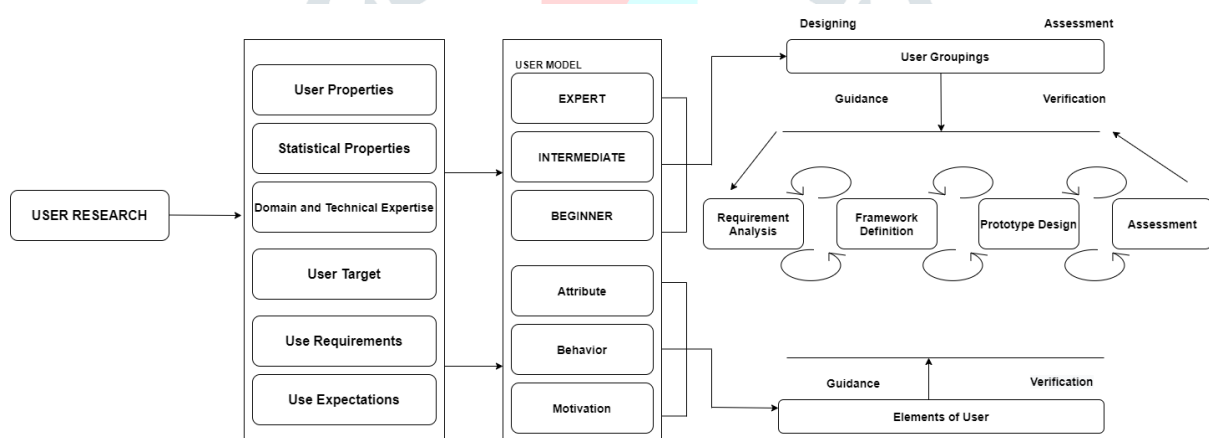 USER RESEARCH
User Properties
Statistical Properties
Domain and Technical Expertise
User Target
Use Requirements
Use Expectations
USER MODEL
EXPERT
INTERMEDIATE
BEGINNER
Attribute
Behavior
Motivation
Designing
Assessment
User Groupings
Guidance
Verification
Requirement
Analysis
Framework
Definition
Prototype Design
Assessment
Guidance
Verification
Elements of User